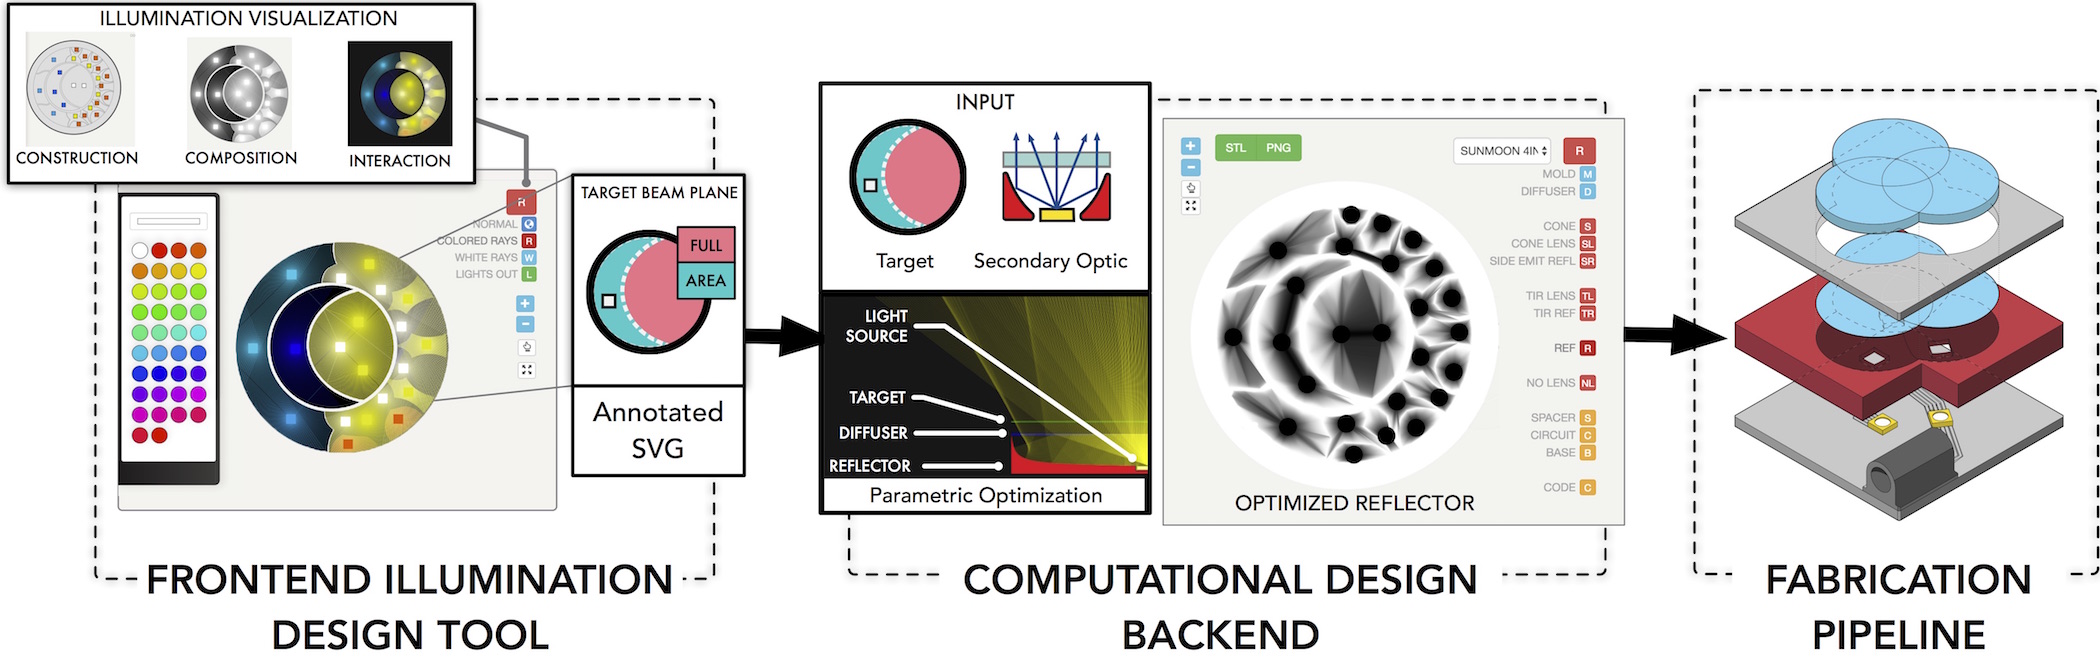 ILLUMINATION VISUALIZATION
CONSTRUCTION
COMPOSITION
INTERACTION
R
NORMAL
COLORED RAYS R
WHITE RAYS W
LIGHTS OUT L
+
−
TARGET BEAM PLANE
FULL
AREA
Annotated
SVG
FRONTEND ILLUMINATION
DESIGN TOOL
INPUT
Target
Secondary Optic
LIGHT
SOURCE
TARGET
DIFFUSER
REFLECTOR
Parametric Optimization
+
−
STL PNG
SUNMOON 4IN
R
MOLD M
DIFFUSER D
CONE S
CONE LENS SL
SIDE EMIT REFL SR
TIR LENS TL
TIR REF TR
REF R
NO LENS NL
SPACER S
CIRCUIT C
BASE B
CODE C
OPTIMIZED REFLECTOR
COMPUTATIONAL DESIGN
BACKEND
FABRICATION
PIPELINE